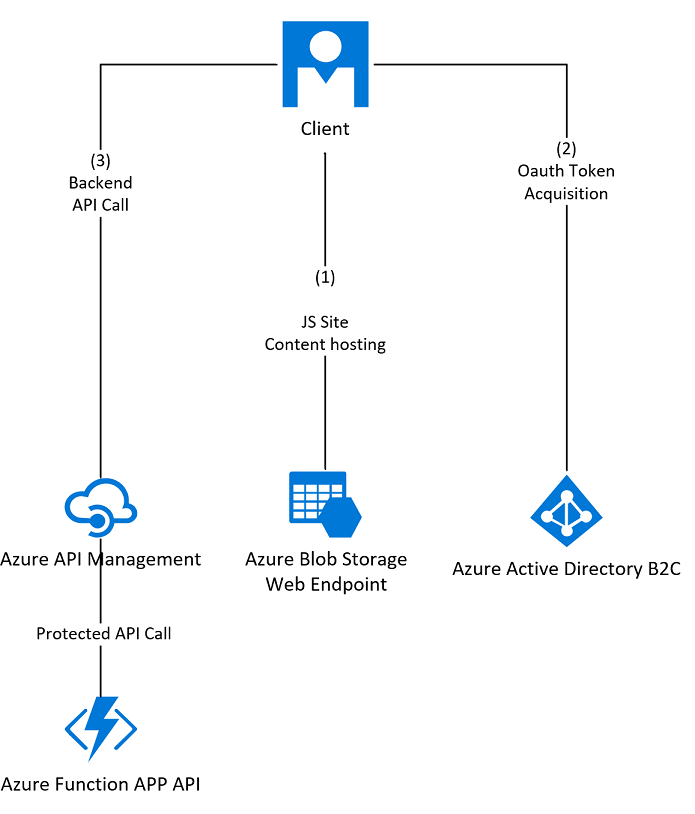 Client
(3)
Backend
API Call
(2)
Oauth Token
Acquisition
(1)
JS Site
Content hosting
Azure API Management
Azure Blob Storage
Web Endpoint
Azure Active Directory B2C
Protected API Call
Azure Function APP API